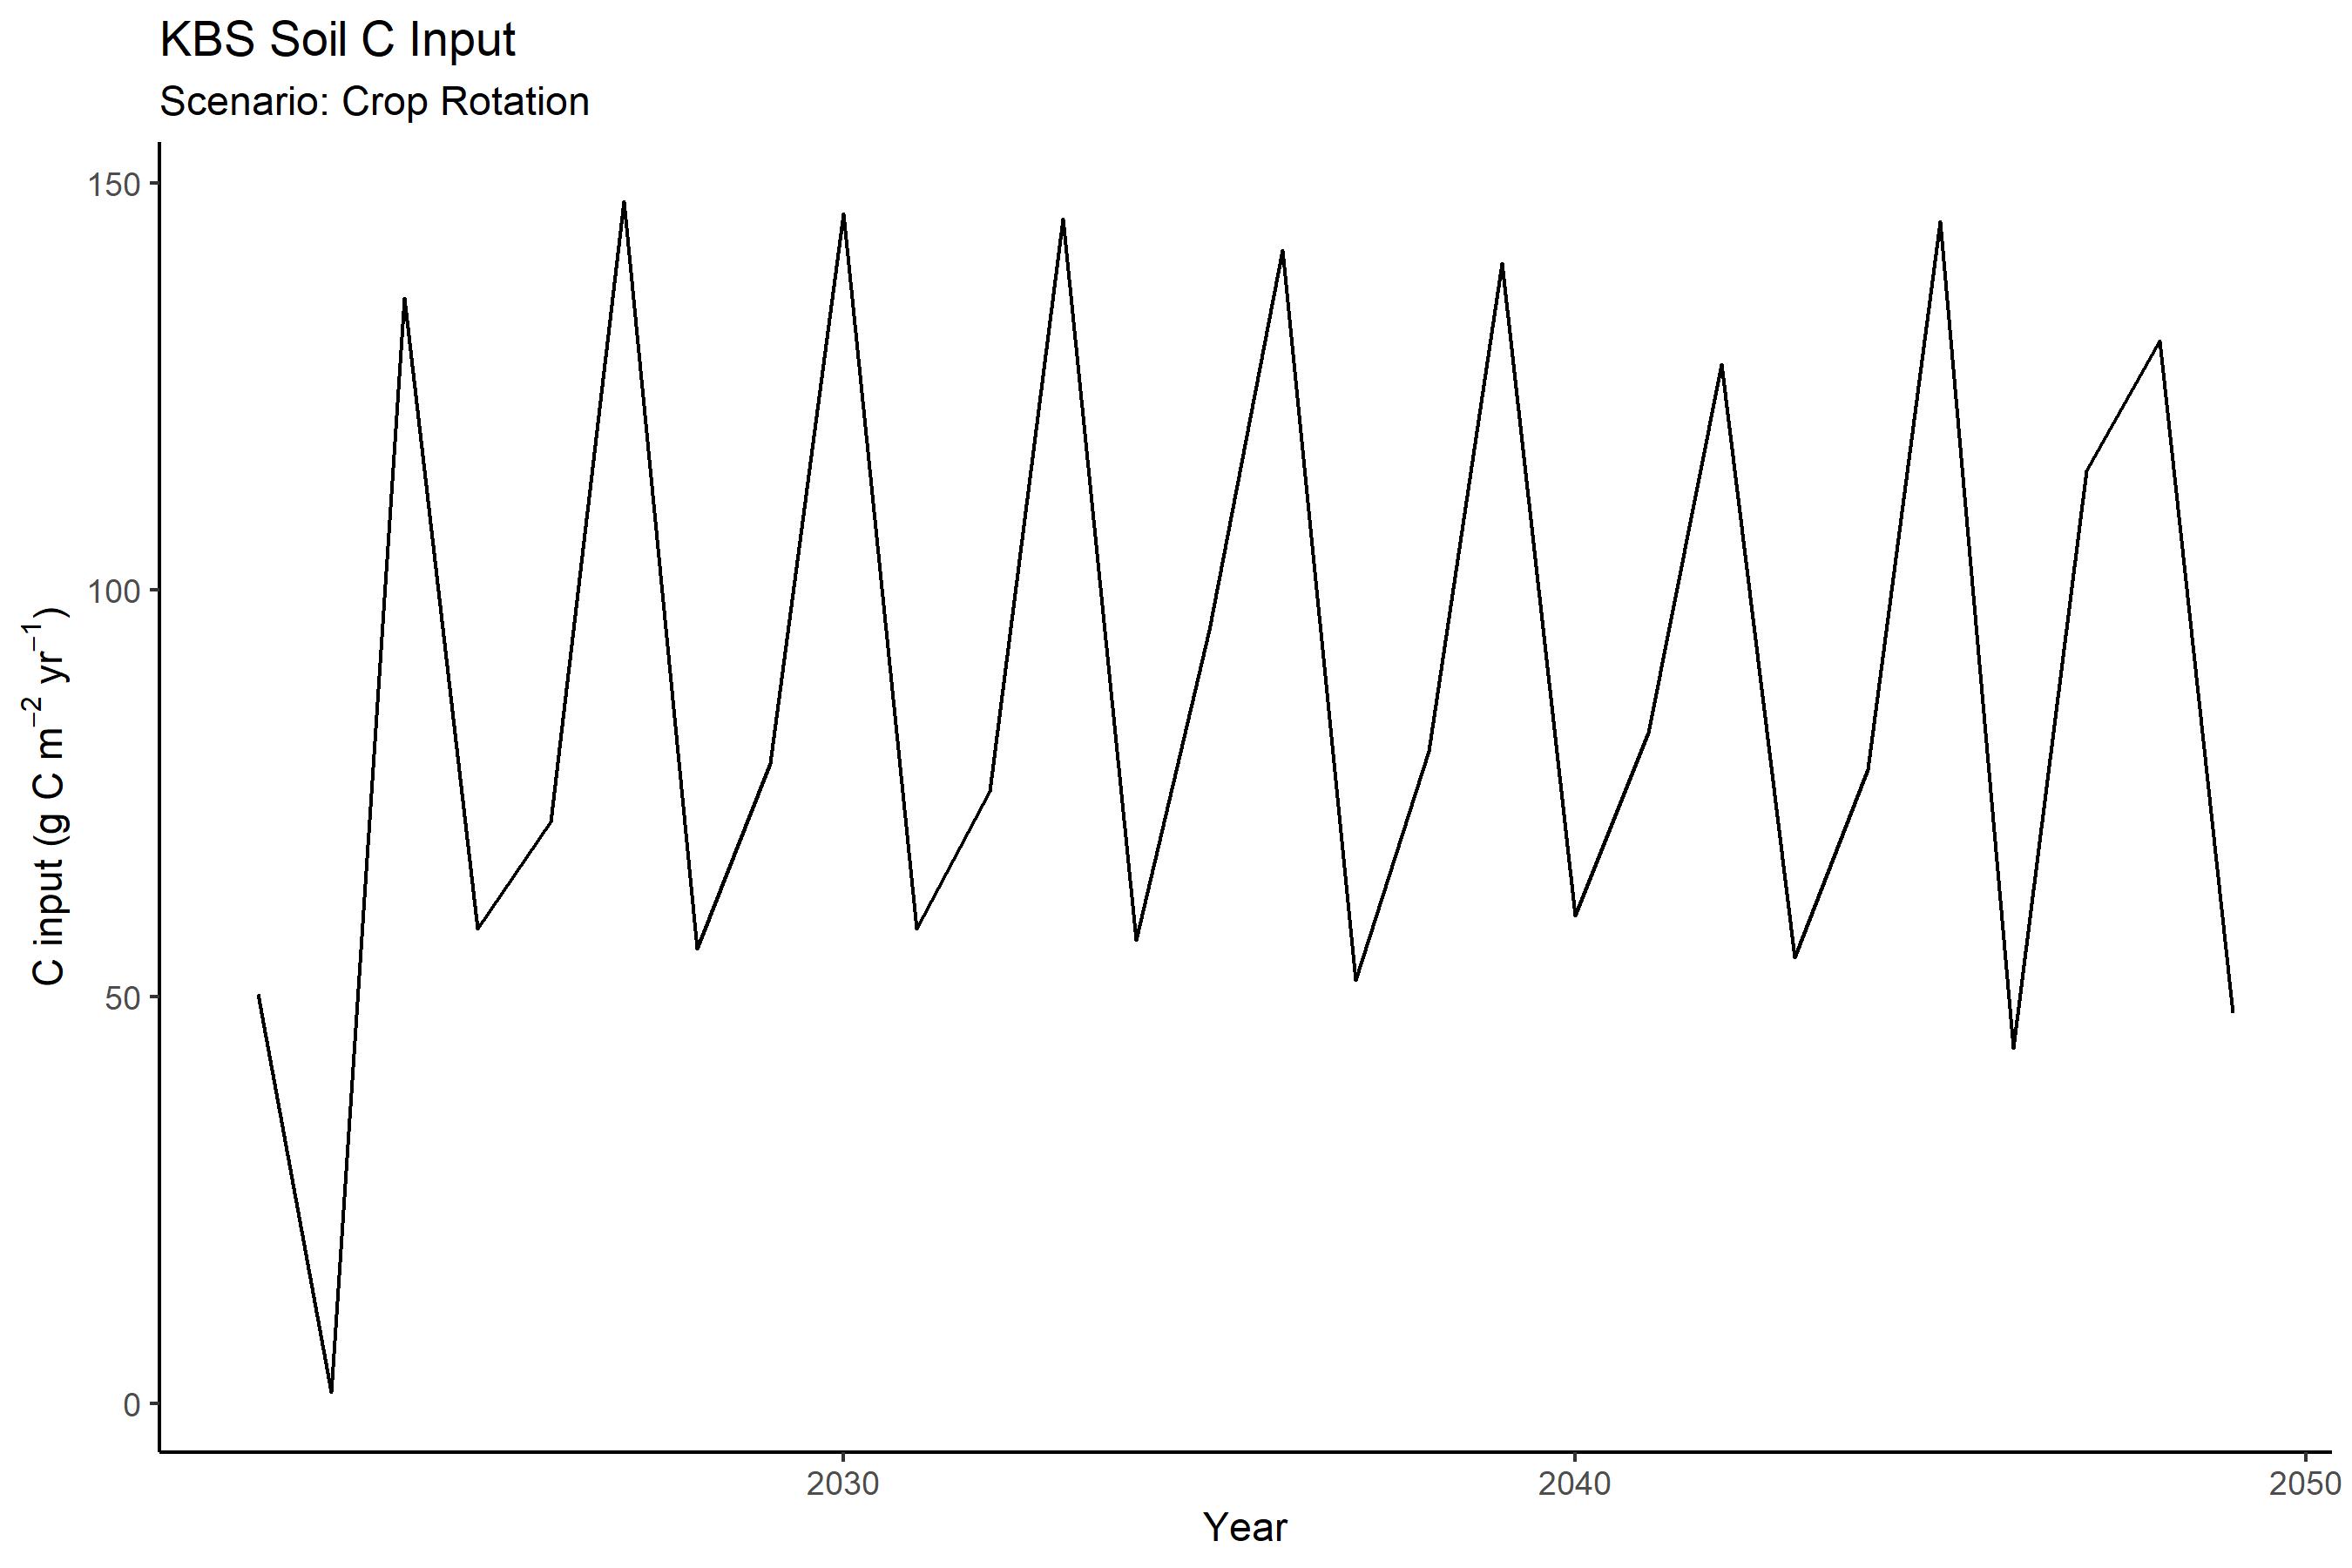 KBS Soil C Input
Scenario: Crop Rotation
C input (g C m⁻² yr⁻¹)
150
100
50
0
2030
2040
2050
Year